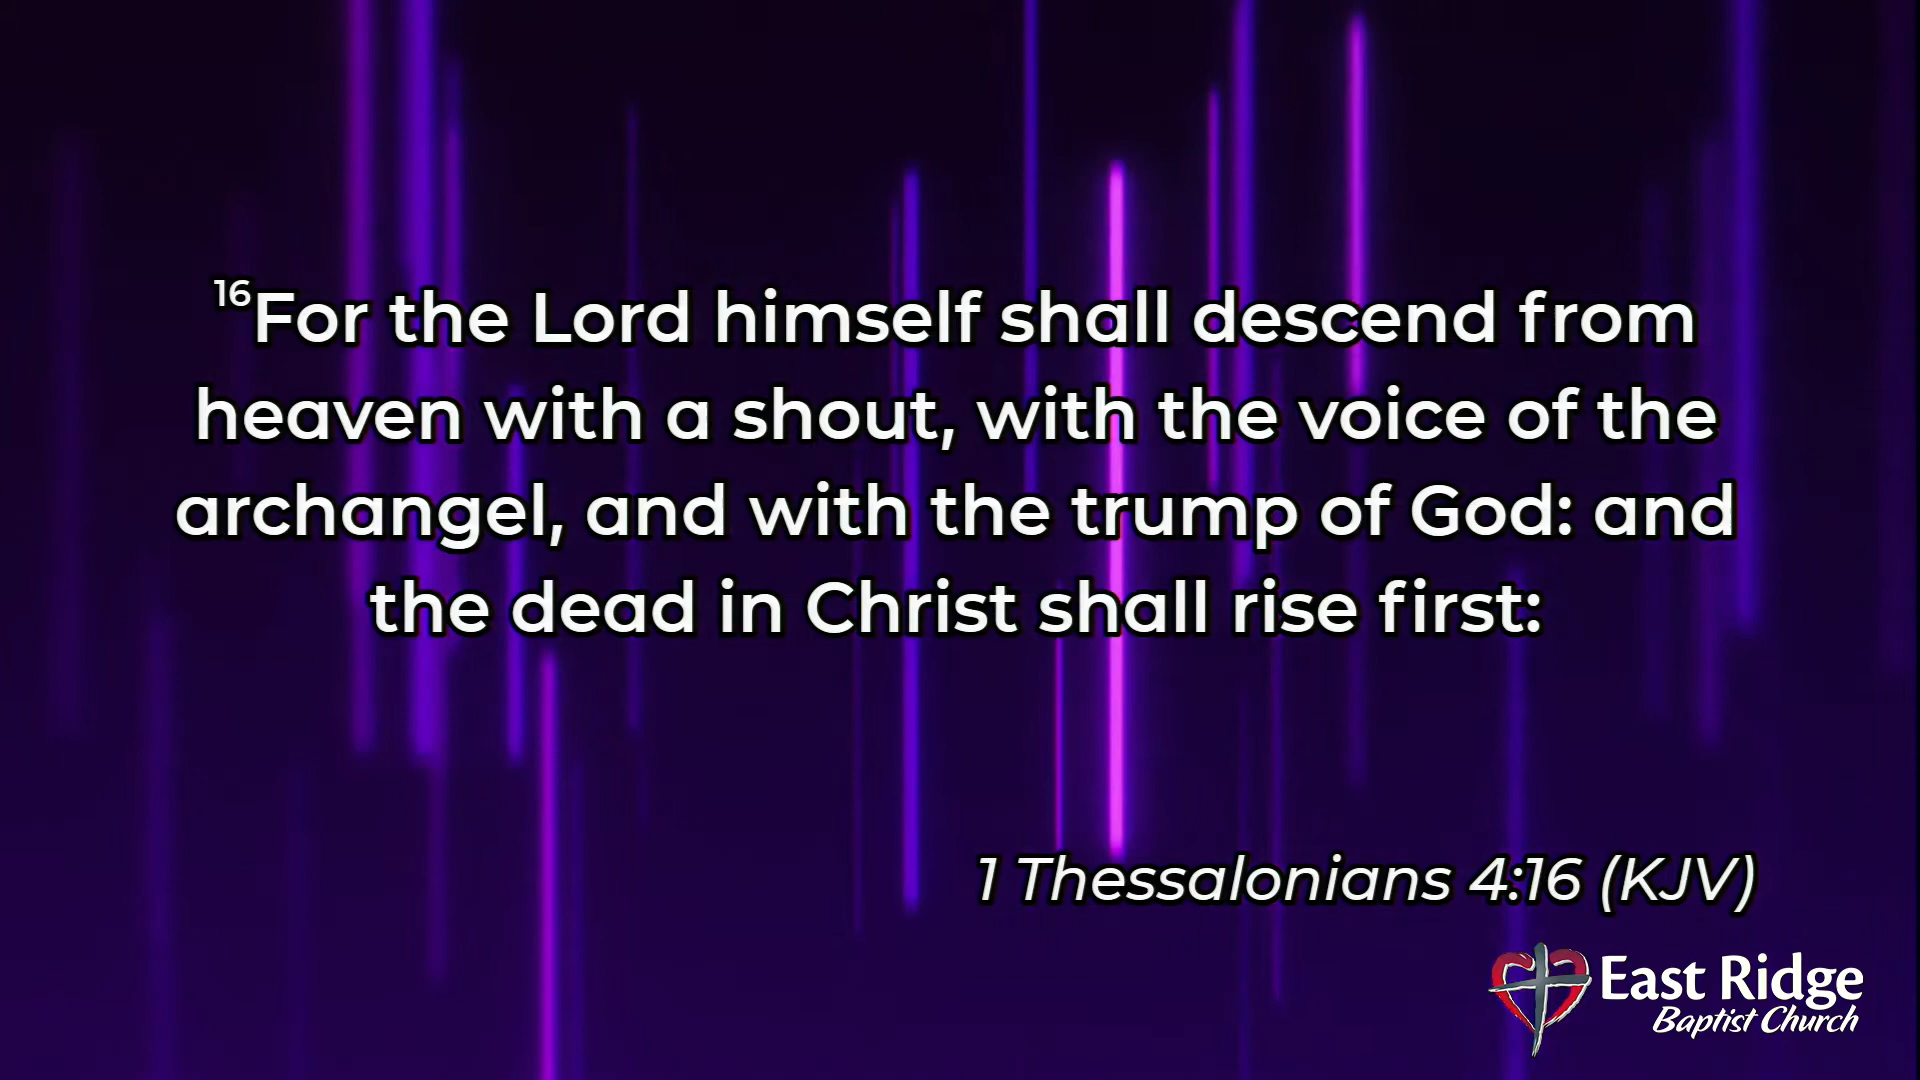 16For the Lord himself shall descend from
heaven with a shout, with the voice of the
archangel, and with the trump of God: and
the dead in Christ shall rise first:
1 Thessalonians 4:16 (KJV)
East Ridge
Baptist Church